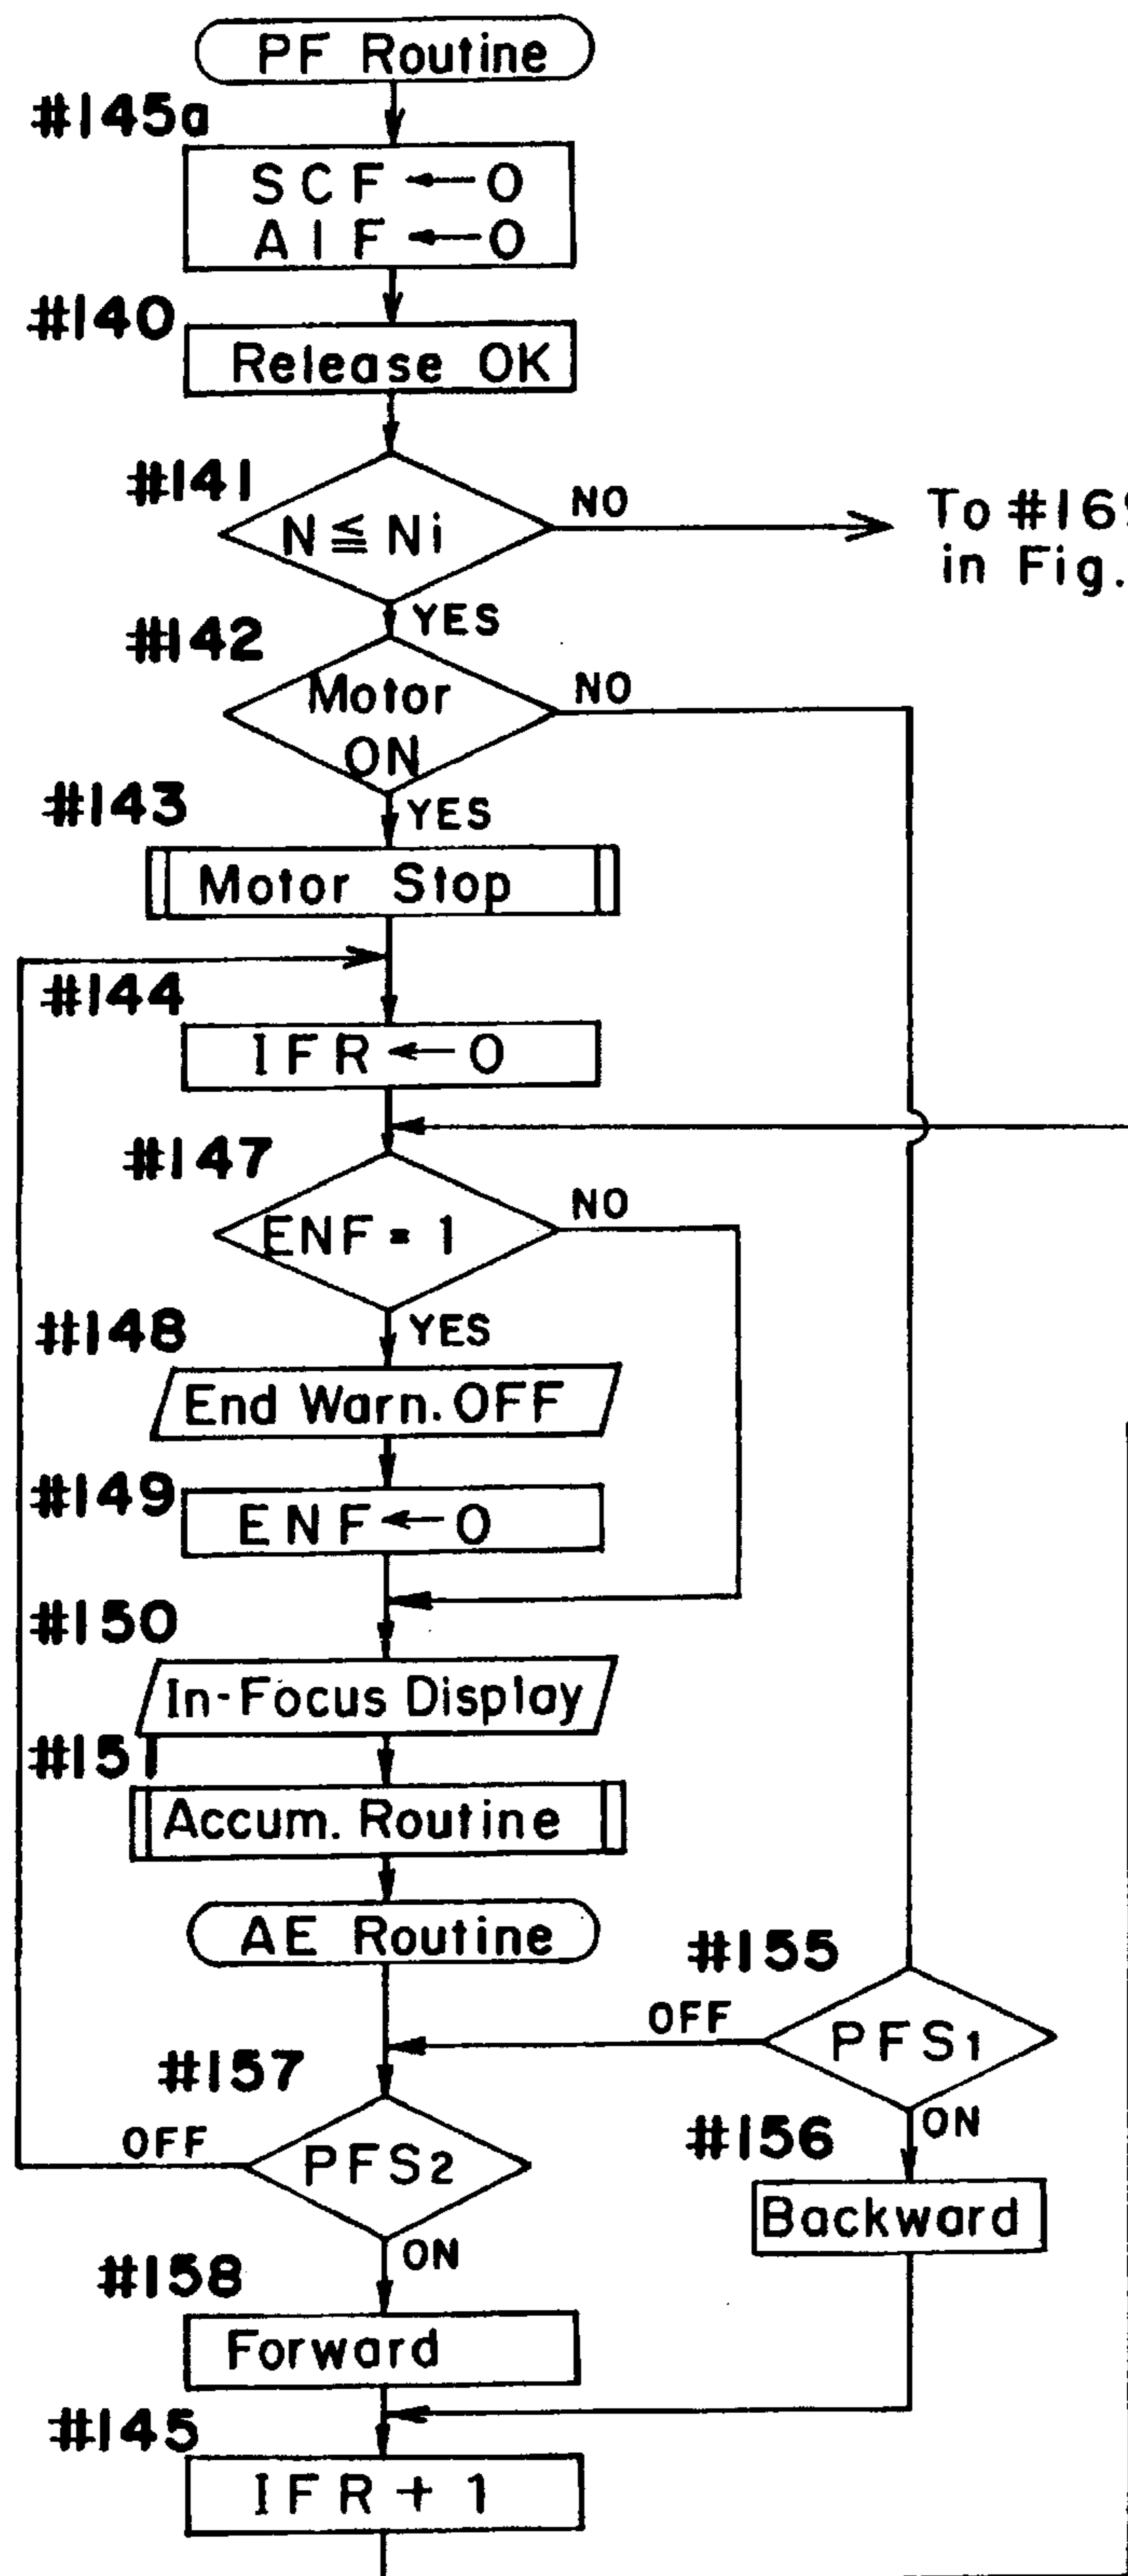 PF Routine
#145a
SCF ← 0
AIF ← 0
#140
Release OK
#141
N ≦ Ni
NO
To #169
in Fig.
YES
#142
Motor
ON
NO
#143
YES
Motor Stop
#144
IFR ← 0
#147
ENF = 1
NO
#148
YES
End Warn. OFF
#149
ENF ← 0
#150
In-Focus Display
#151
Accum. Routine
AE Routine
#155
OFF
PFS1
#157
ON
#156
OFF
PFS2
Backward
ON
#158
Forward
#145
IFR + 1